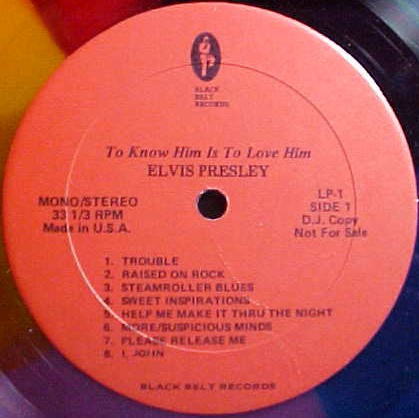 BLACK
BELT
RECORDS
To Know Him Is To Love Him
ELVIS PRESLEY
MONO/STEREO
33 1/3 RPM
Made in U.S.A.
LP-1
SIDE 1
D.J. Copy
Not For Sale
1. TROUBLE
2. RAISED ON ROCK
3. STEAMROLLER BLUES
4. SWEET INSPIRATIONS
5. HELP ME MAKE IT THRU THE NIGHT
6. MORE/SUSPICIOUS MINDS
7. PLEASE RELEASE ME
8. I, JOHN
BLACK BELT RECORDS